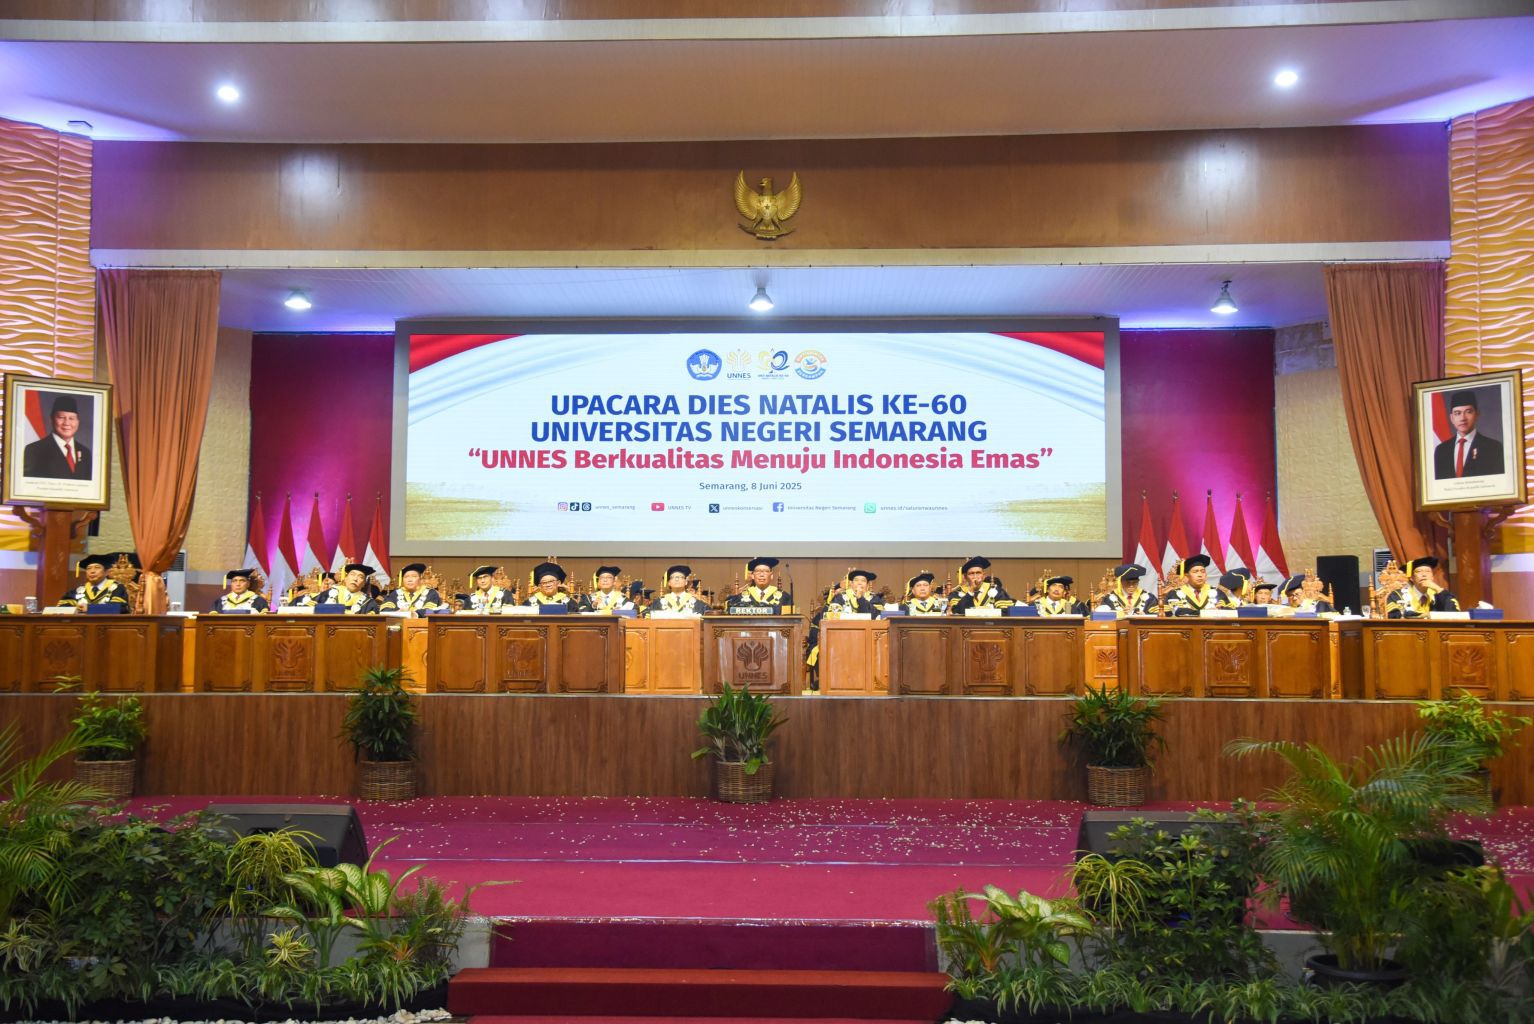 UNNES
UPACARA DIES NATALIS KE-60
UNIVERSITAS NEGERI SEMARANG
“UNNES Berkualitas Menuju Indonesia Emas”
Semarang, 8 Juni 2025
unnes_semarang
UNNES TV
unneskonservasi
Universitas Negeri Semarang
REKTOR
UNNES